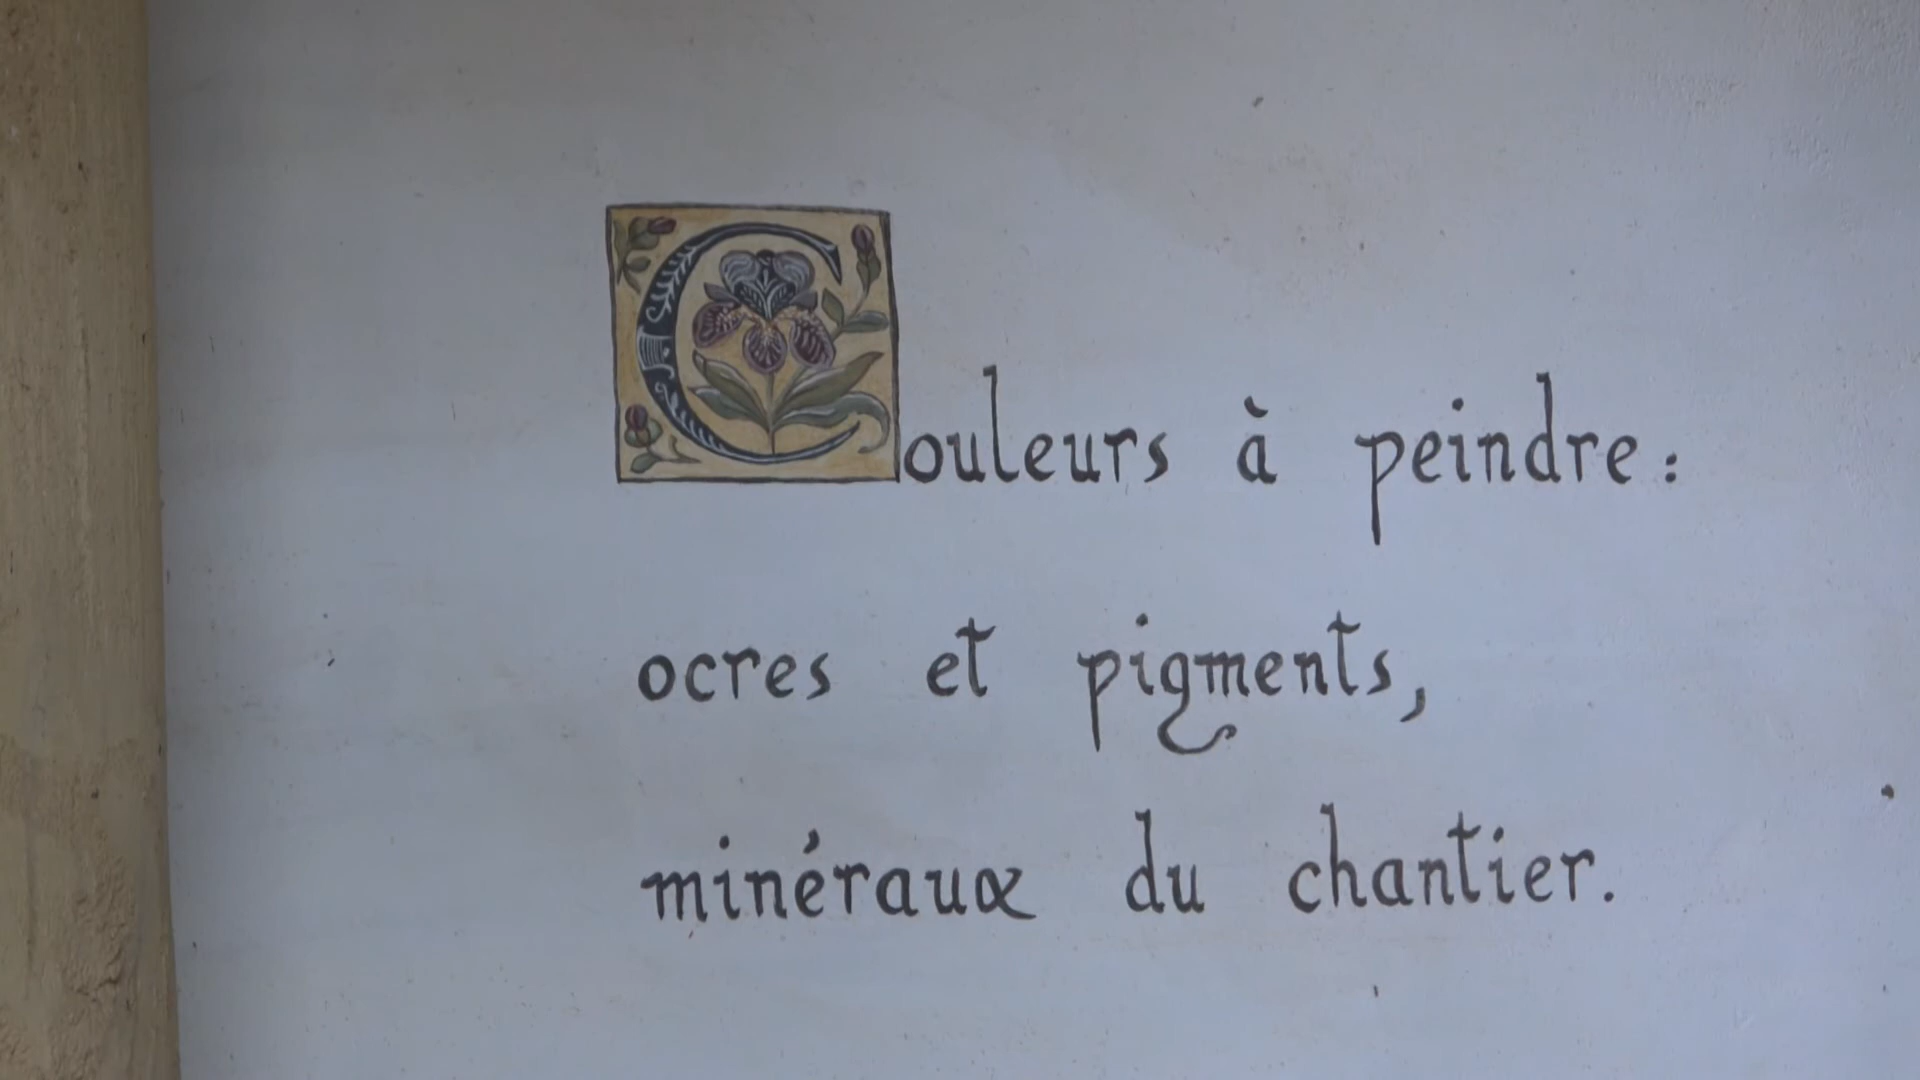 Couleurs à peindre:
ocres et pigments,
minéraux du chantier.